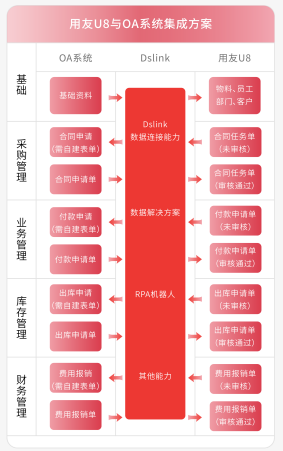 用友U8与OA系统集成方案
OA系统
Dslink
用友U8
基础
基础资料
物料、员工
部门、客户
采购管理
合同申请
(需自建表单)
Dslink
数据连接能力
合同任务单
(未审核)
合同申请单
合同任务单
(审核通过)
业务管理
付款申请
(需自建表单)
数据解决方案
付款申请单
(未审核)
付款申请单
付款申请单
(审核通过)
库存管理
出库申请
(需自建表单)
RPA机器人
出库申请单
(未审核)
出库申请单
出库申请单
(审核通过)
财务管理
费用报销
(需自建表单)
其他能力
费用报销单
(未审核)
费用报销单
费用报销单
(审核通过)